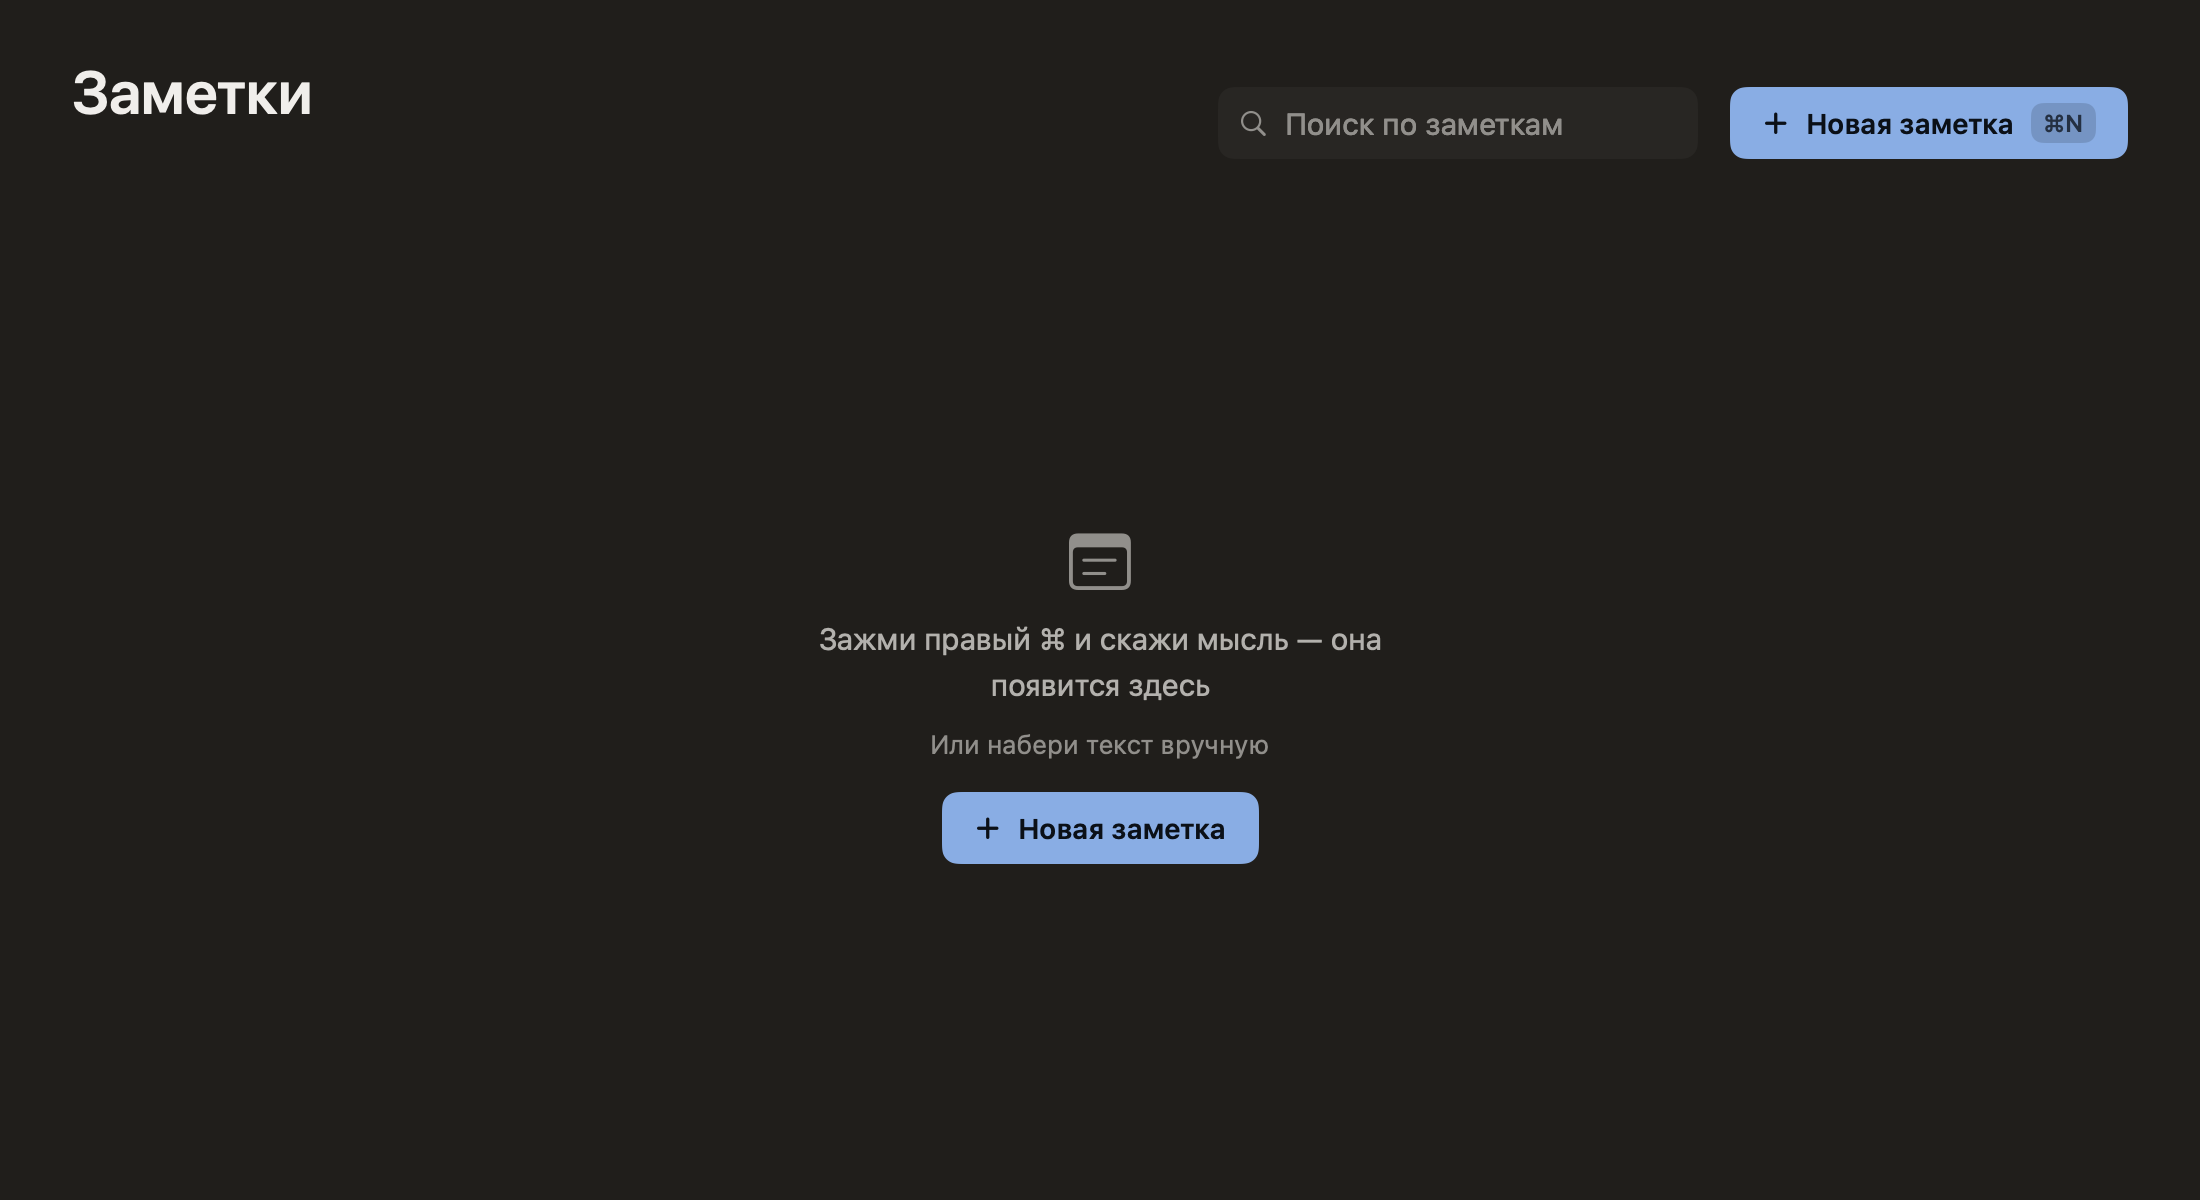 Заметки
Поиск по заметкам
Новая заметка ⌘N
Зажми правый ⌘ и скажи мысль — она
появится здесь
Или набери текст вручную
Новая заметка